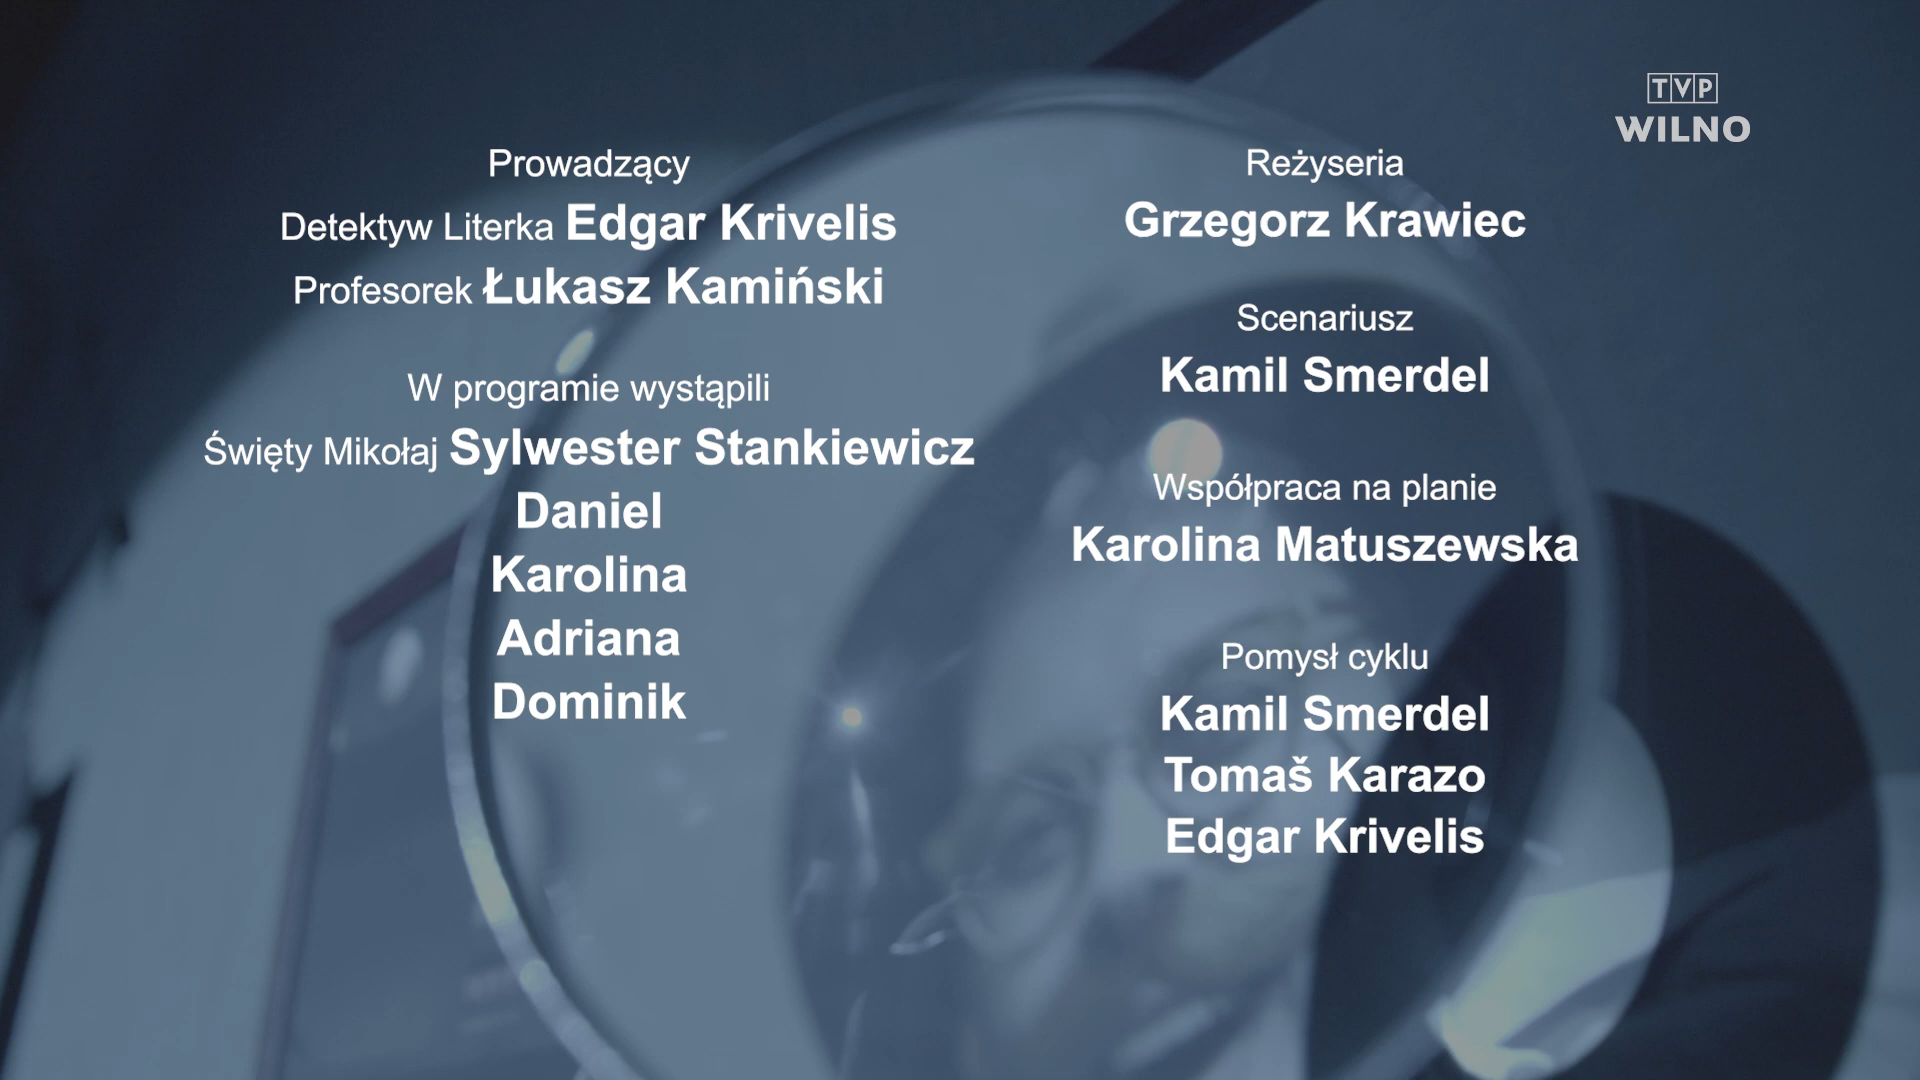 TVP
WILNO
Prowadzący
Detektyw Literka Edgar Krivelis
Profesorek Łukasz Kamiński
W programie wystąpili
Święty Mikołaj Sylwester Stankiewicz
Daniel
Karolina
Adriana
Dominik
Reżyseria
Grzegorz Krawiec
Scenariusz
Kamil Smerdel
Współpraca na planie
Karolina Matuszewska
Pomysł cyklu
Kamil Smerdel
Tomaš Karazo
Edgar Krivelis